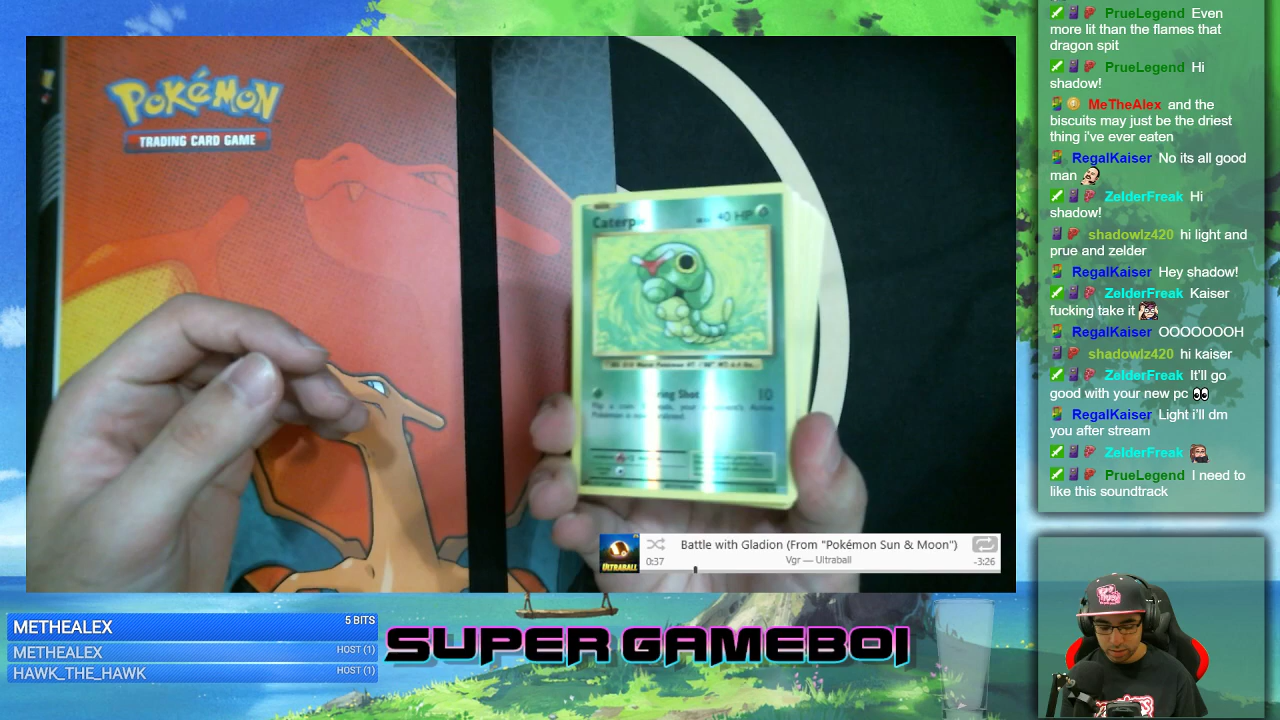 PrueLegend Even
more lit than the flames that
dragon spit
PrueLegend Hi
shadow!
MeTheAlex and the
biscuits may just be the driest
thing i've ever eaten
RegalKaiser No its all good
man
ZelderFreak Hi
shadow!
shadowlz420 hi light and
prue and zelder
RegalKaiser Hey shadow!
ZelderFreak Kaiser
fucking take it
RegalKaiser OOOOOOOH
shadowlz420 hi kaiser
ZelderFreak It'll go
good with your new pc
RegalKaiser Light i'll dm
you after stream
ZelderFreak
PrueLegend I need to
like this soundtrack
POKéMON
TRADING CARD GAME
40 HP
10
ULTRABALL
Battle with Gladion (From "Pokémon Sun & Moon")
0:37 Vgr — Ultraball -3:26
METHEALEX 5 BITS
METHEALEX HOST (1)
HAWK_THE_HAWK HOST (1)
SUPER GAMEBOI